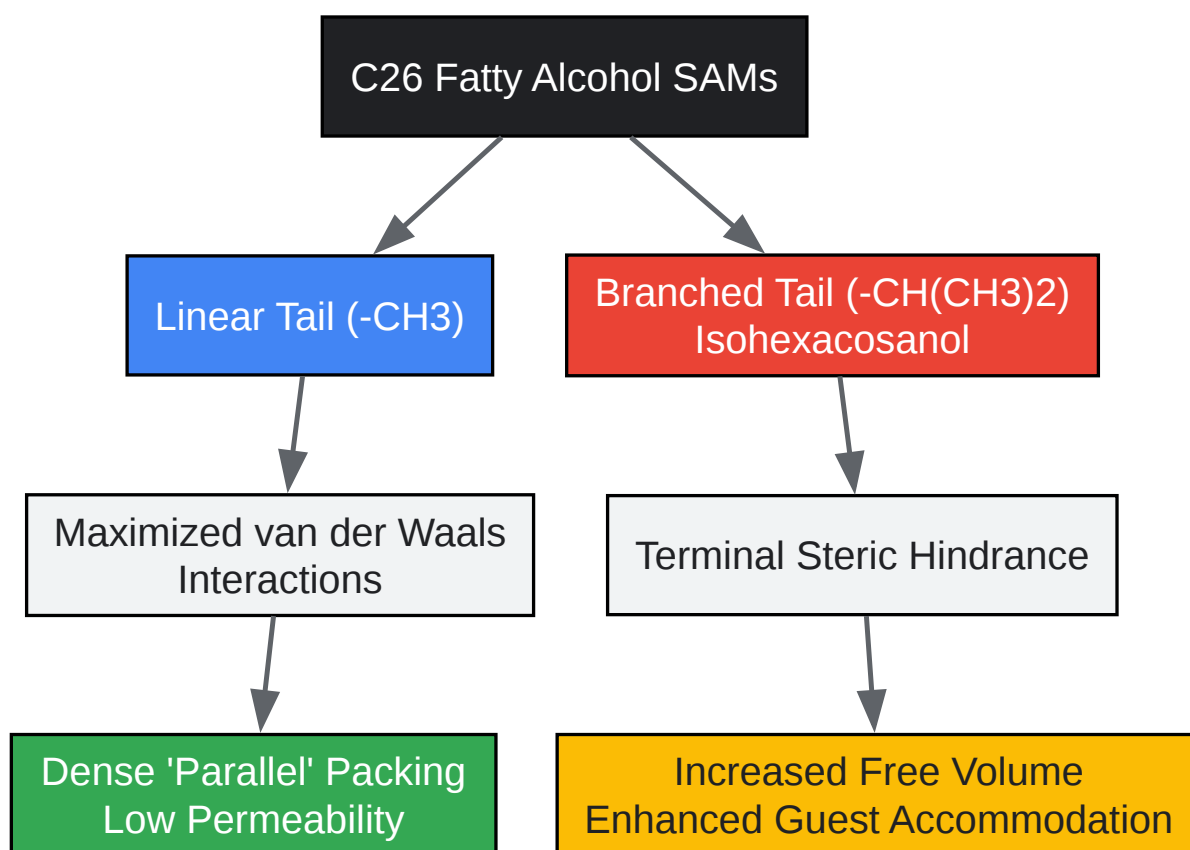 C26 Fatty Alcohol SAMs
Linear Tail (-CH3)
Branched Tail (-CH(CH3)2)
Isohexacosanol
Maximized van der Waals
Interactions
Terminal Steric Hindrance
Dense 'Parallel' Packing
Low Permeability
Increased Free Volume
Enhanced Guest Accommodation